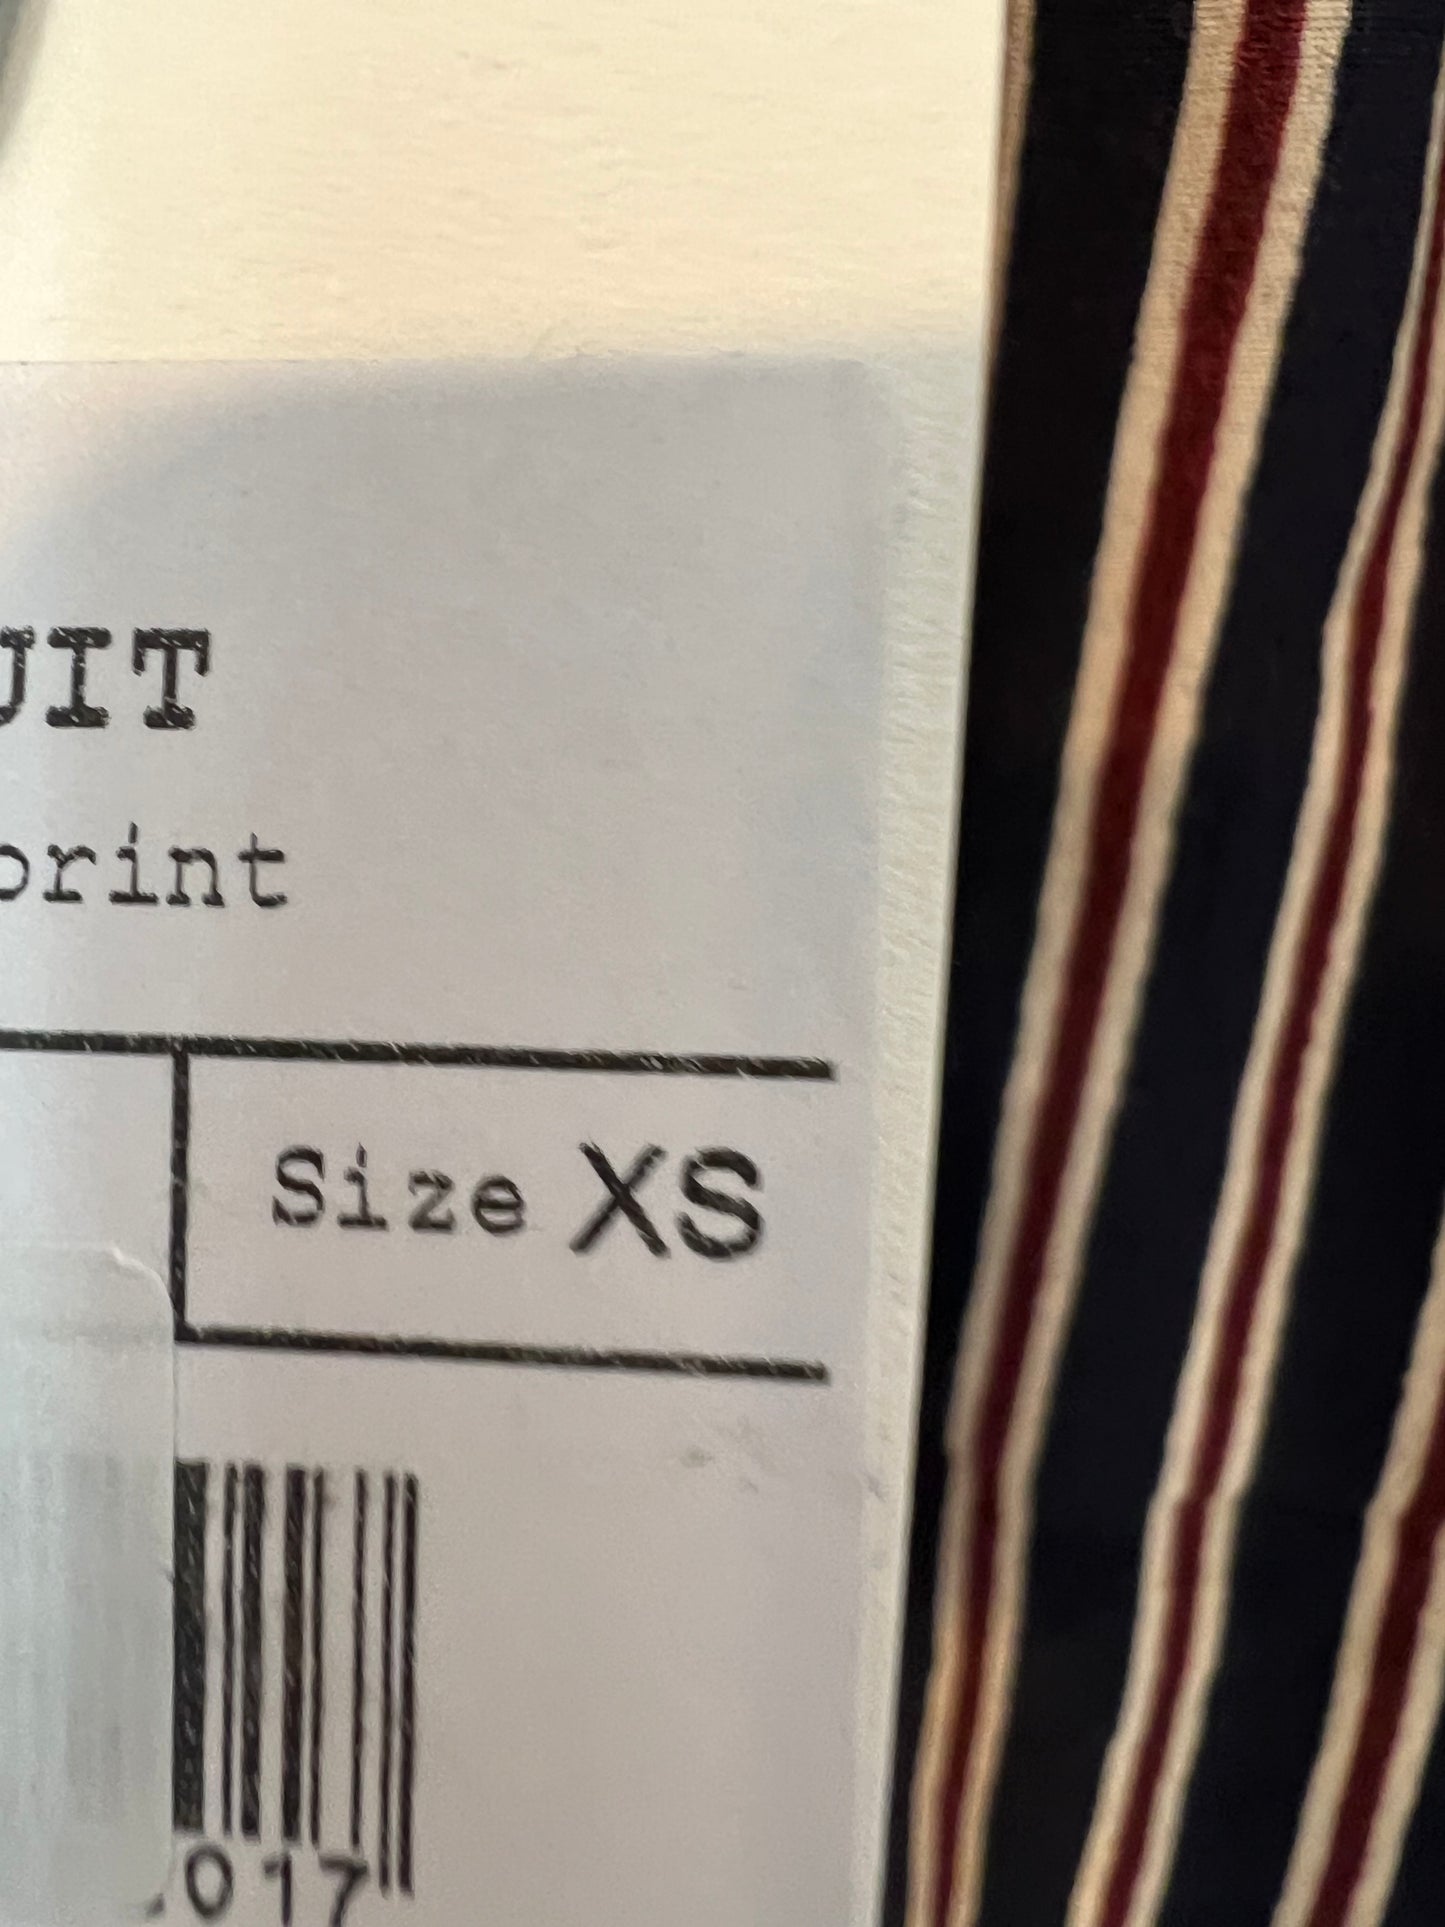 UIT
print
Size XS
017